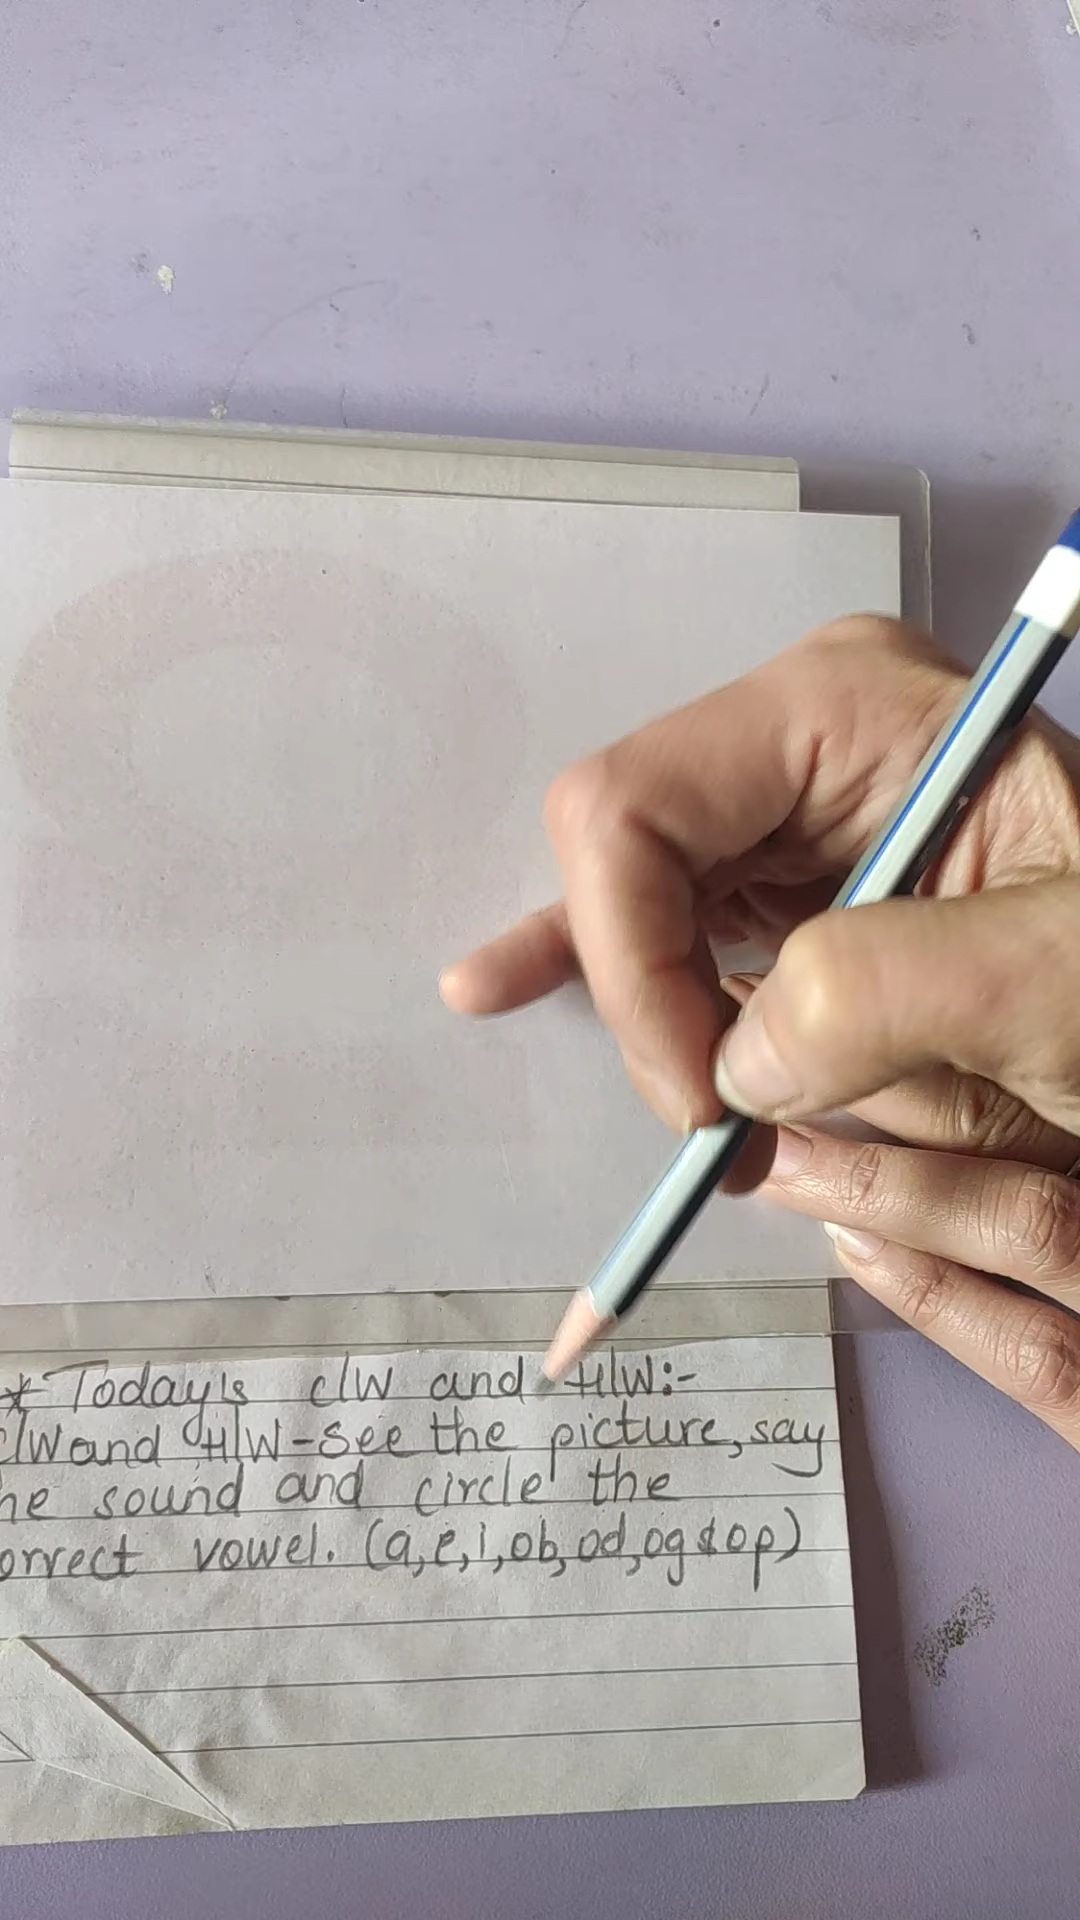 * Today's c/w and H/W:-
c/w and H/W-See the picture, say
he sound and circle the
orrect vowel. (a,e,i,ob,od,og&op)